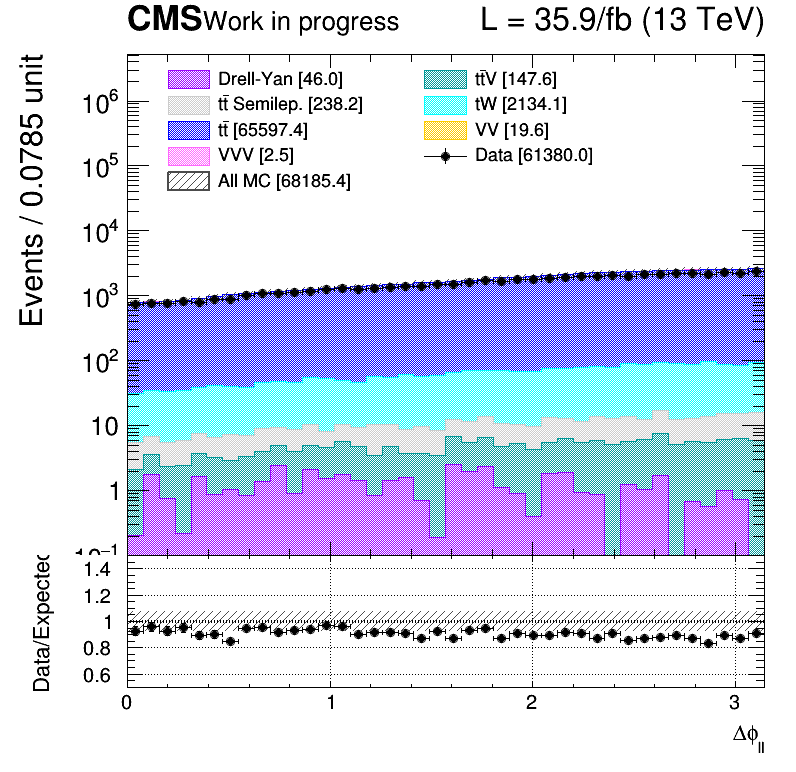 CMS Work in progress L = 35.9/fb (13 TeV)
Events / 0.0785 unit
Drell-Yan [46.0]
tt̄ Semilep. [238.2]
tt̄ [65597.4]
VVV [2.5]
All MC [68185.4]
tt̄V [147.6]
tW [2134.1]
VV [19.6]
Data [61380.0]
10⁶
10⁵
10⁴
10³
10²
10
1
10⁻¹
Data/Expected
1.4
1.2
1
0.8
0.6
0 1 2 3
Δϕ_ll